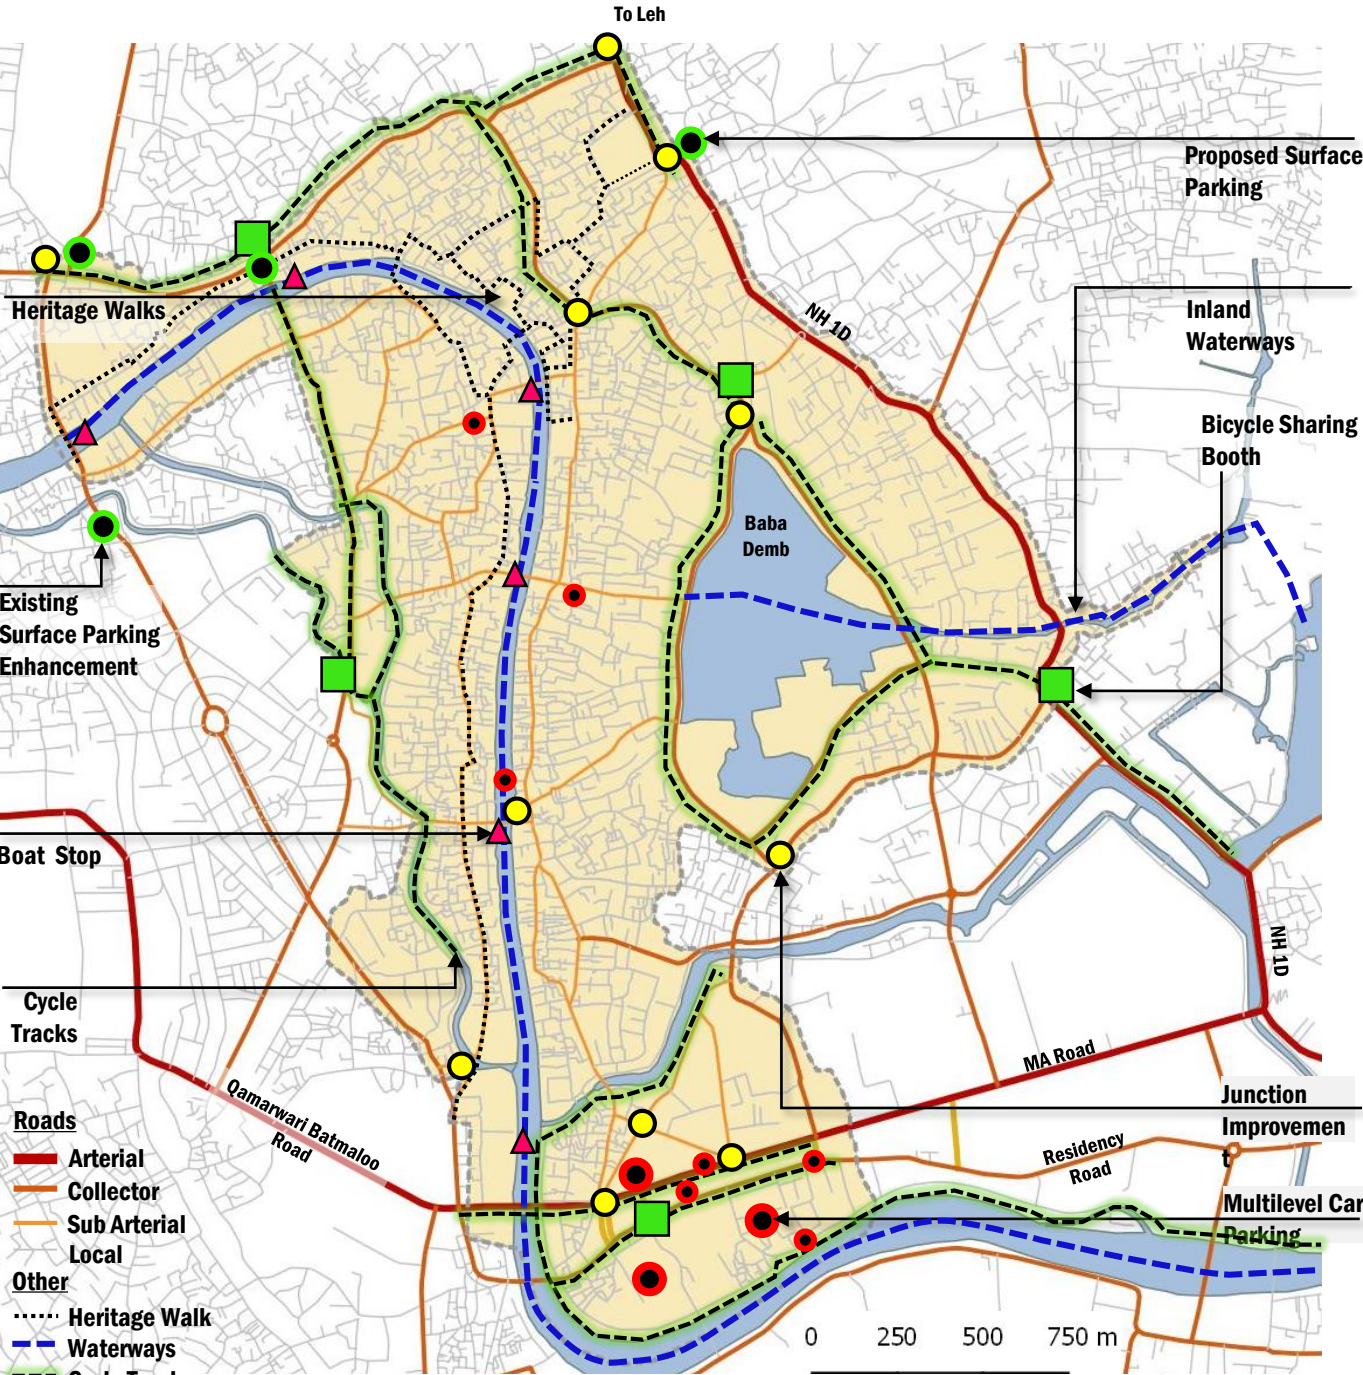 To Leh
Proposed Surface
Parking
Heritage Walks
NH 1D
Inland
Waterways
Bicycle Sharing
Booth
Baba
Demb
Existing
Surface Parking
Enhancement
Boat Stop
NH 1D
Cycle
Tracks
MA Road
Qamarwari Batmaloo
Road
Junction
Improvemen
t
Residency
Road
Multilevel Car
Parking
Roads
Arterial
Collector
Sub Arterial
Local
Other
Heritage Walk
Waterways
0 250 500 750 m